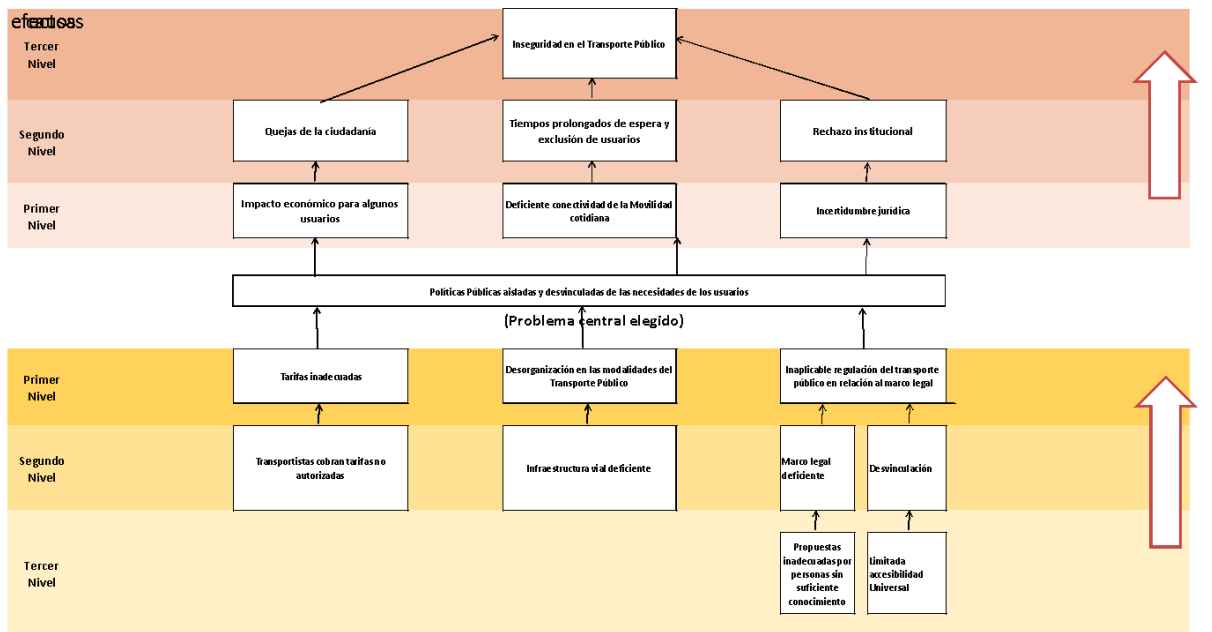 efectos
causas
Tercer
Nivel
Inseguridad en el Transporte Público
Segundo
Nivel
Quejas de la ciudadanía
Tiempos prolongados de espera y
exclusión de usuarios
Rechazo institucional
Primer
Nivel
Impacto económico para algunos
usuarios
Deficiente conectividad de la Movilidad
cotidiana
Incertidumbre jurídica
Políticas Públicas aisladas y desvinculadas de las necesidades de los usuarios
(Problema central elegido)
Primer
Nivel
Tarifas inadecuadas
Desorganización en las modalidades del
Transporte Público
Inaplicable regulación del transporte
público en relación al marco legal
Segundo
Nivel
Transportistas cobran tarifas no
autorizadas
Infraestructura vial deficiente
Marco legal
deficiente
Desvinculación
Tercer
Nivel
Propuestas
inadecuadas por
personas sin
suficiente
conocimiento
Limitada
accesibilidad
Universal